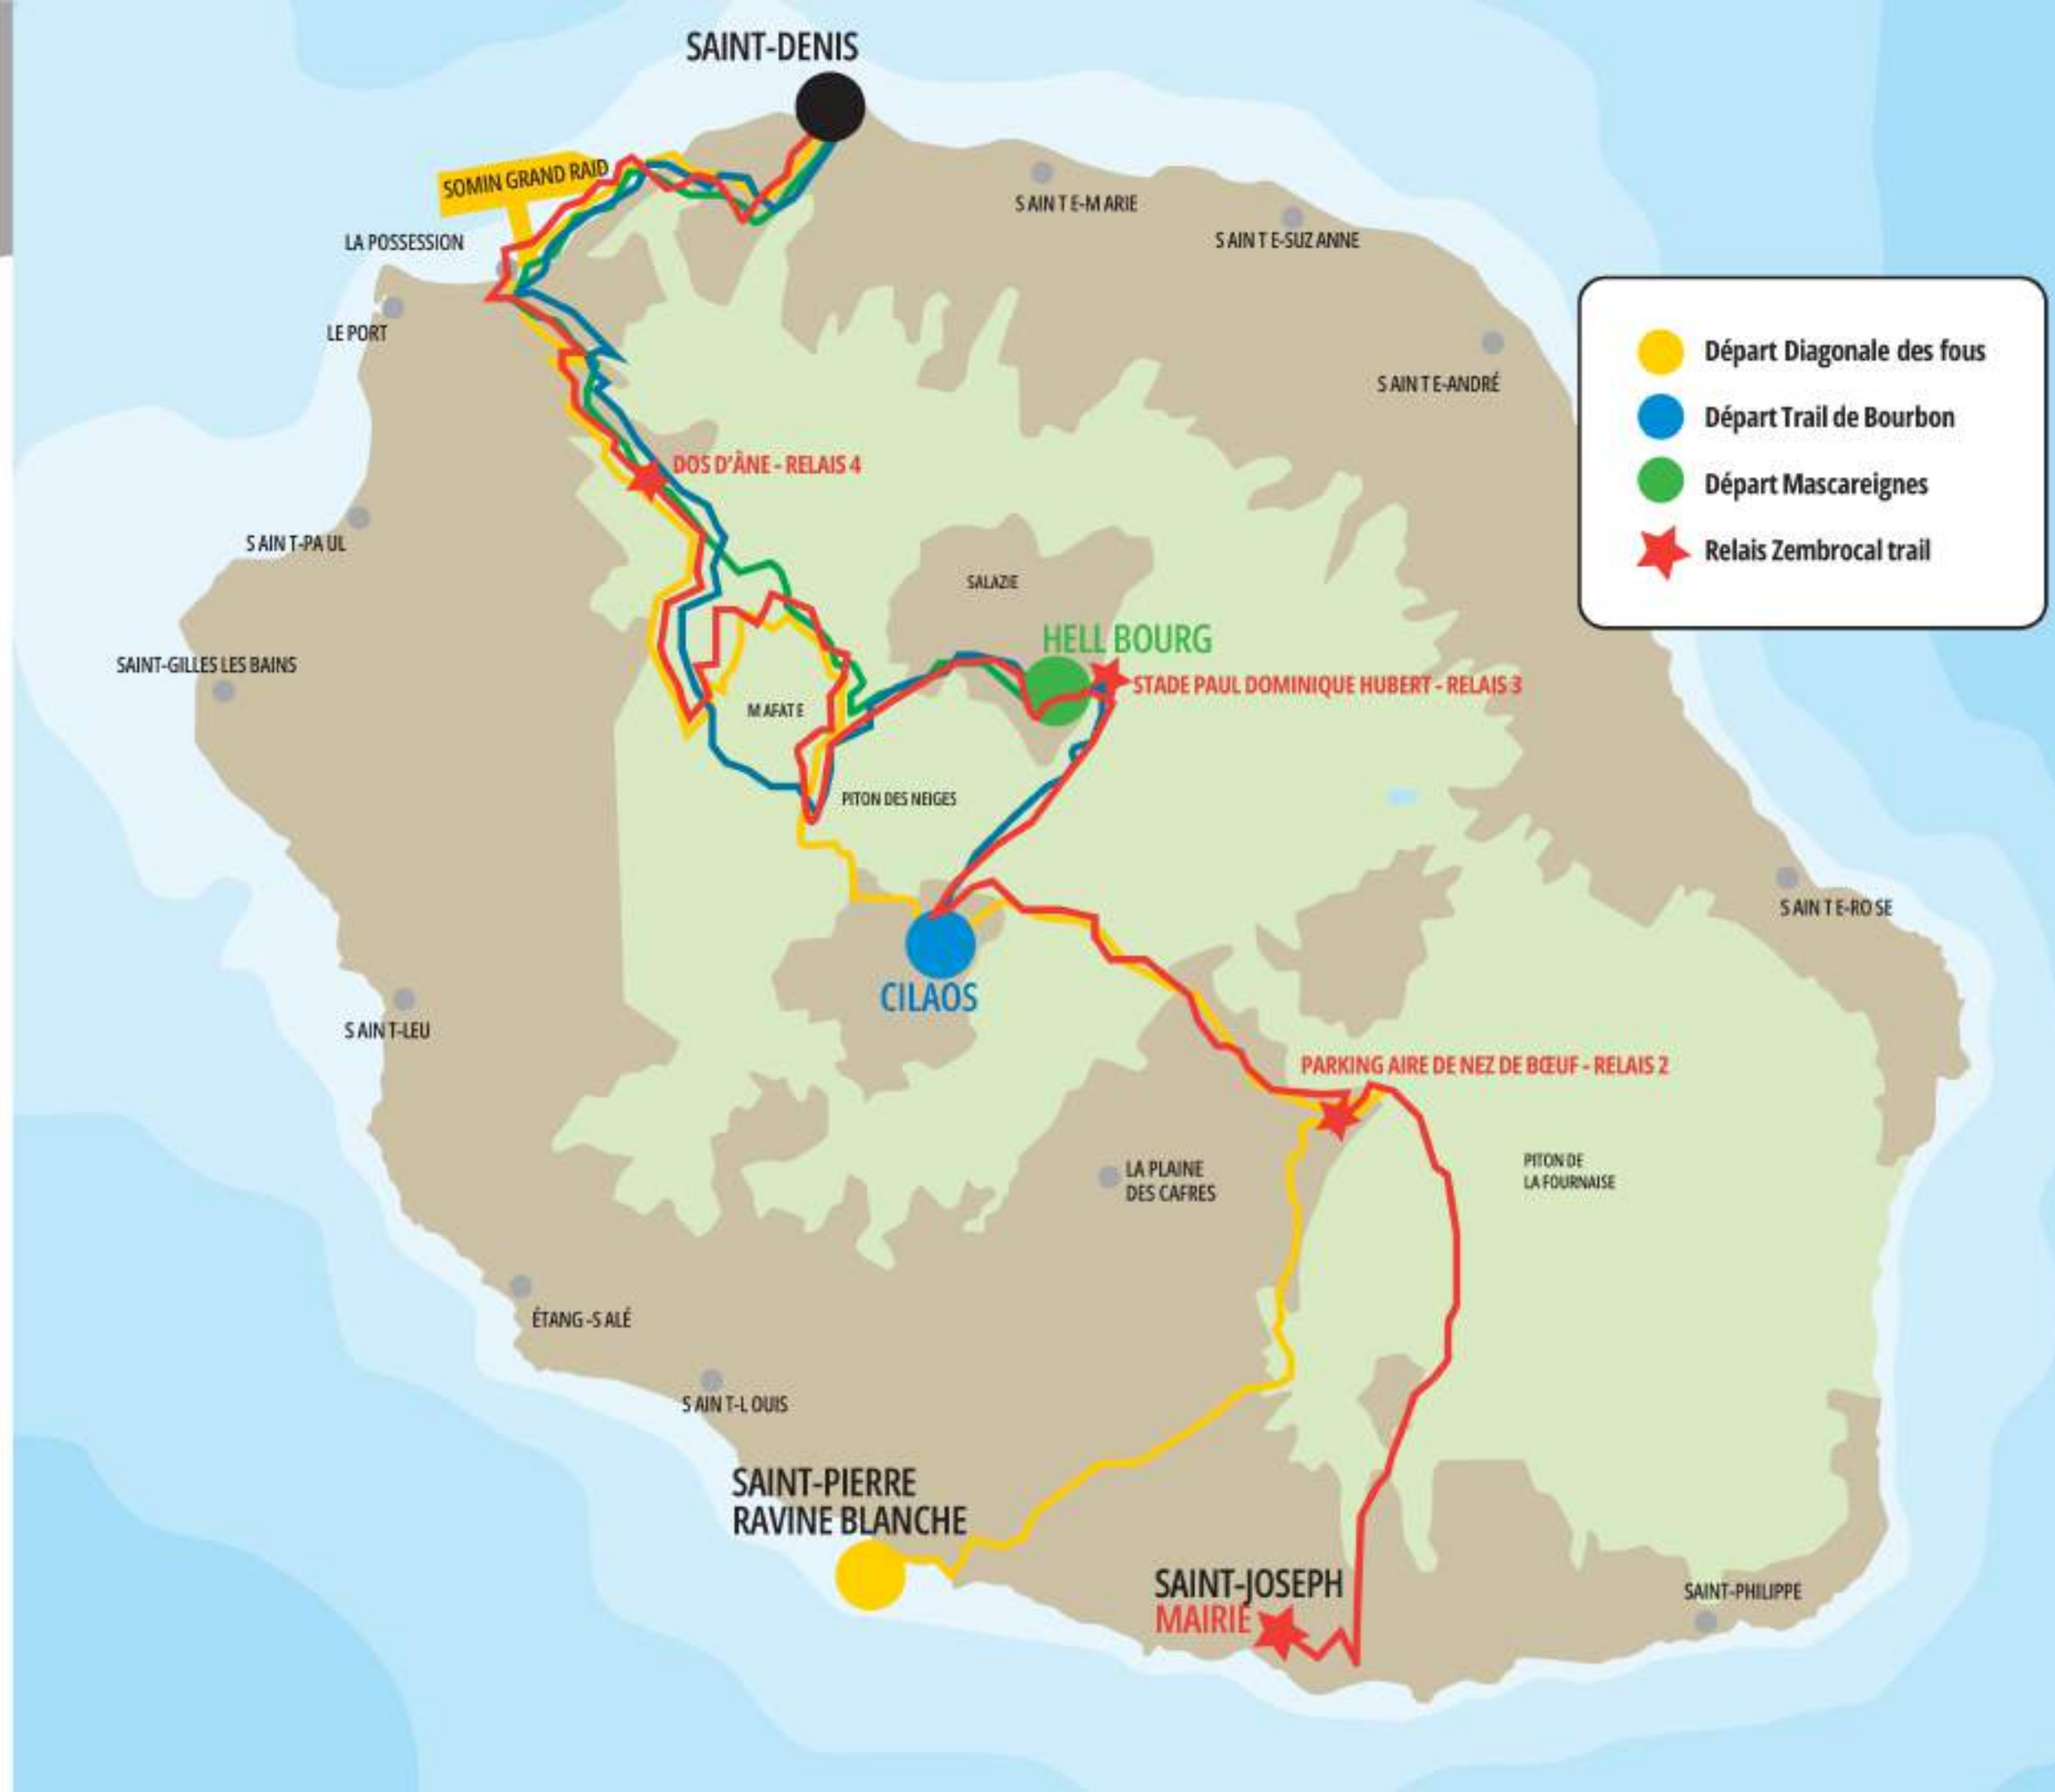 SAINT-DENIS
SOMIN GRAND RAID
SAINTE-MARIE
SAINTE-SUZANNE
LA POSSESSION
LE PORT
SAINTE-ANDRÉ
Départ Diagonale des fous
Départ Trail de Bourbon
Départ Mascareignes
Relais Zembrocal trail
DOS D'ÂNE - RELAIS 4
SAINT-PAUL
SALAZIE
HELL BOURG
SAINT-GILLES LES BAINS
STADE PAUL DOMINIQUE HUBERT - RELAIS 3
MAFATE
PITON DES NEIGES
SAINTE-ROSE
CILAOS
SAINT-LEU
PARKING AIRE DE NEZ DE BŒUF - RELAIS 2
LA PLAINE
DES CAFRES
PITON DE
LA FOURNAISE
ÉTANG-SALÉ
SAINT-LOUIS
SAINT-PIERRE
RAVINE BLANCHE
SAINT-JOSEPH
MAIRIE
SAINT-PHILIPPE